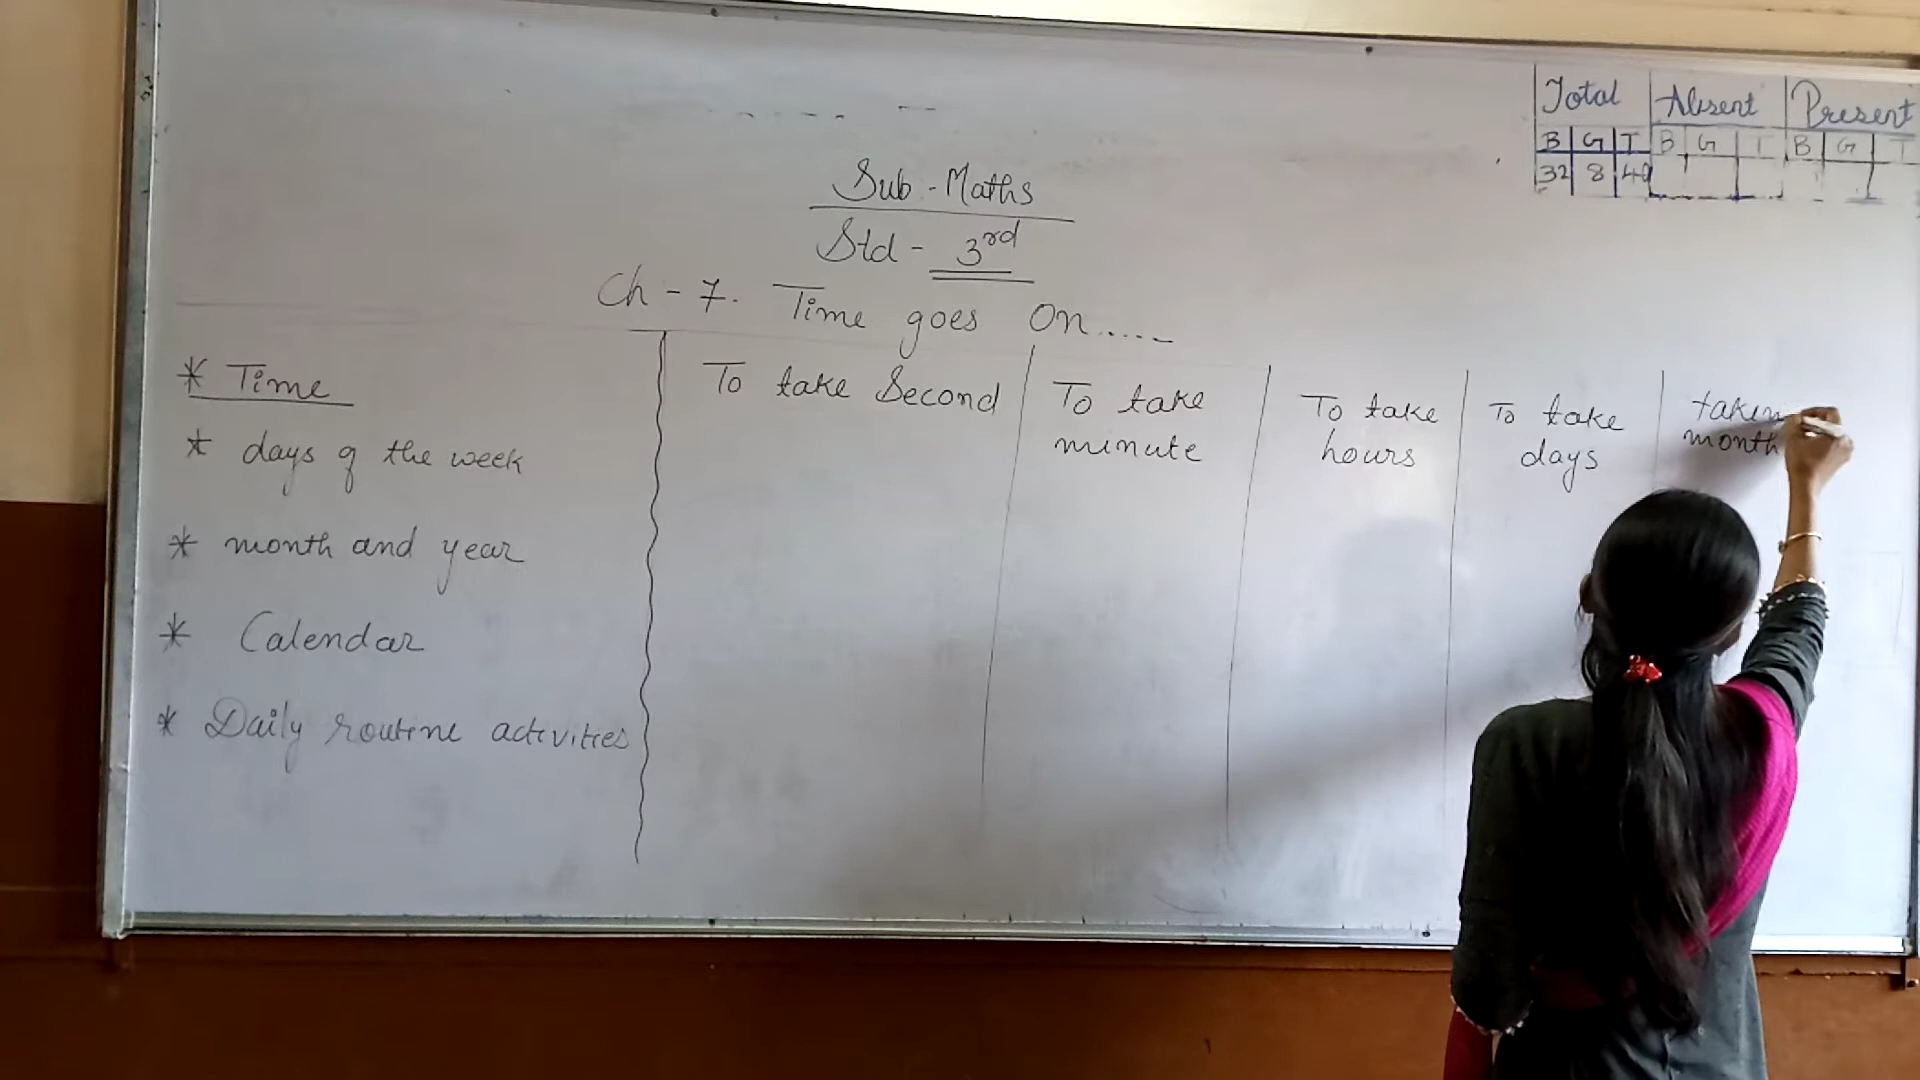 Total Absent Present
B G T B G T B G T
32 8 40
Sub - Maths
Std - 3rd
Ch - 7. Time goes on.....
* Time
* days of the week
* month and year
* Calendar
* Daily routine activities
To take Second
To take
minute
To take
hours
To take
days
month